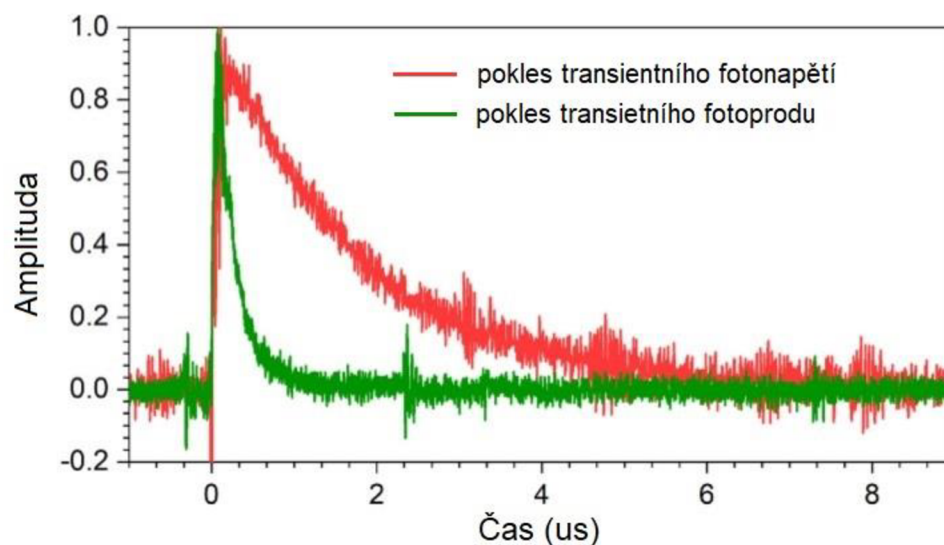 1.0
pokles transientního fotonapětí
0.8
pokles transietního fotoprodu
0.6
Amplituda
0.4
0.2
0.0
-0.2
0 2 4 6 8
Čas (us)